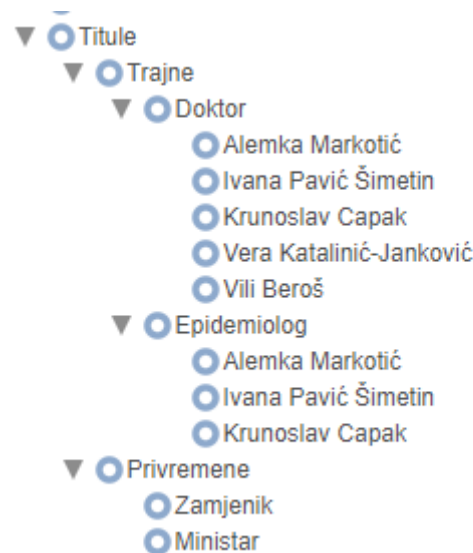 Titule
Trajne
Doktor
Alemka Markotić
Ivana Pavić Šimetin
Krunoslav Capak
Vera Katalinić-Janković
Vili Beroš
Epidemiolog
Alemka Markotić
Ivana Pavić Šimetin
Krunoslav Capak
Privremene
Zamjenik
Ministar